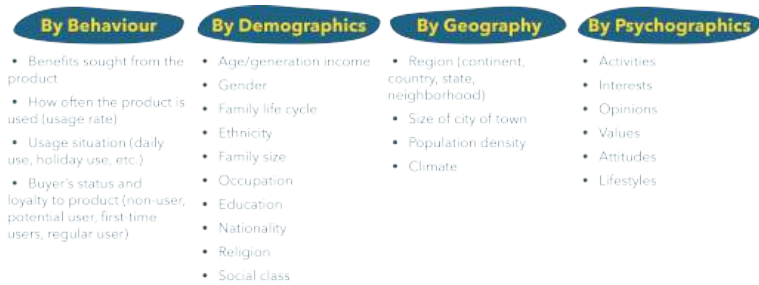 By Behaviour
• Benefits sought from the
product
• How often the product is
used (usage rate)
• Usage situation (daily
use, holiday use, etc.)
• Buyer's status and
loyalty to product (non-user,
potential user, first-time
users, regular user)
By Demographics
• Age/generation income
• Gender
• Family life cycle
• Ethnicity
• Family size
• Occupation
• Education
• Nationality
• Religion
• Social class
By Geography
• Region (continent,
country, state,
neighborhood)
• Size of city of town
• Population density
• Climate
By Psychographics
• Activities
• Interests
• Opinions
• Values
• Attitudes
• Lifestyles